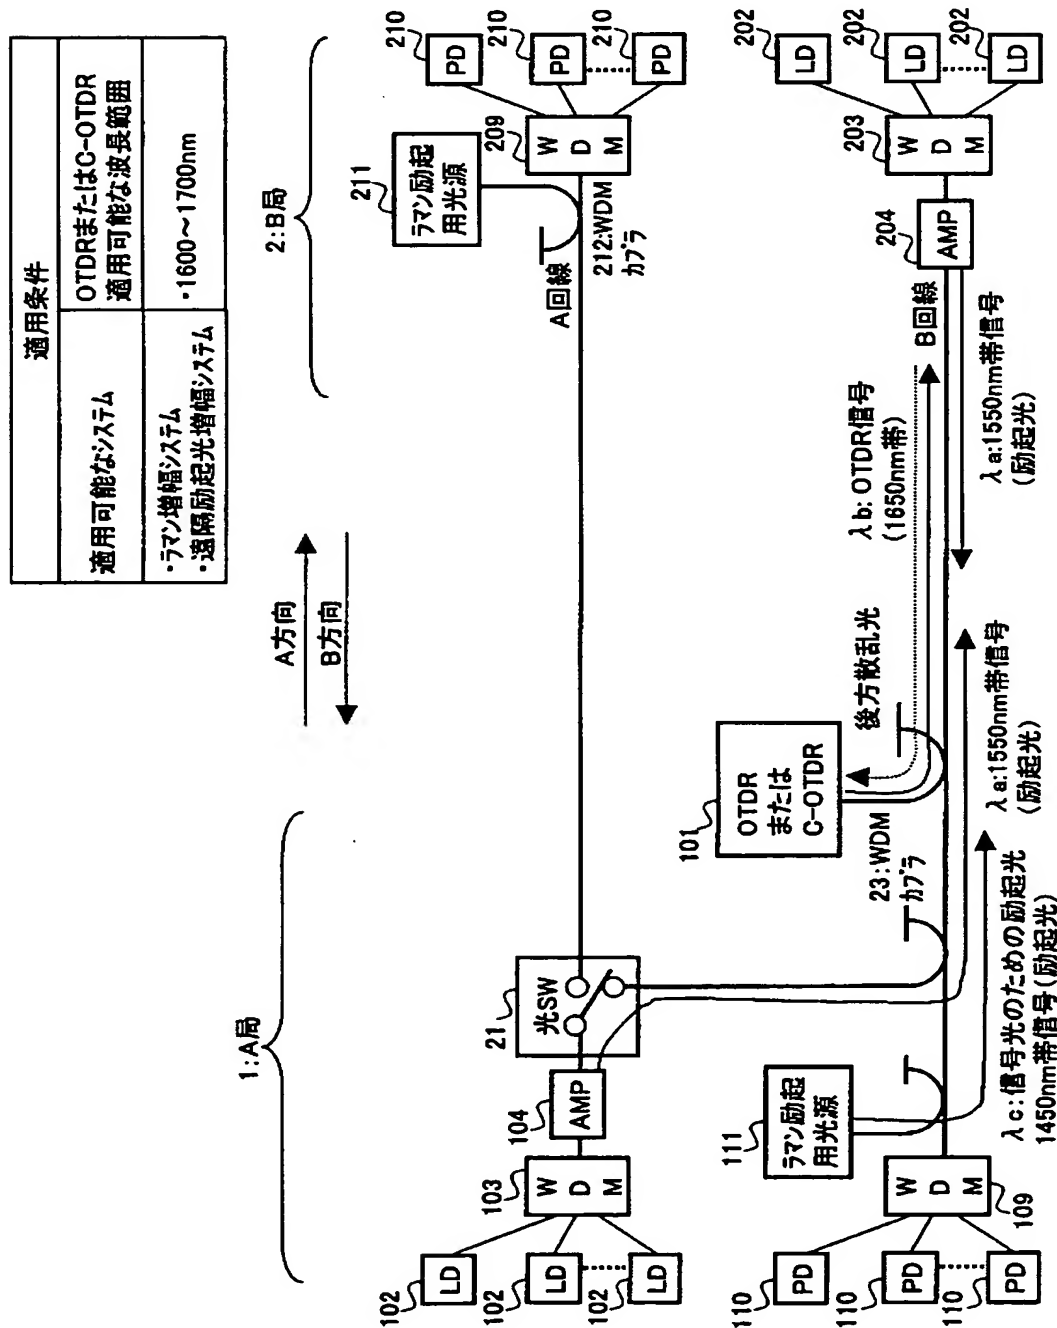 適用条件
適用可能なシステム
OTDRまたはC-OTDR
適用可能な波長範囲
・ラマン増幅システム
・遠隔励起光増幅システム
・1600～1700nm
1:A局
A方向
B方向
2:B局
102
LD
102
LD
102
LD
103
W
D
M
104
AMP
21
光SW
A回線
212:WDM
カプラ
211
ラマン励起
用光源
209
W
D
M
210
PD
210
PD
210
PD
110
PD
110
PD
110
PD
109
W
D
M
111
ラマン励起
用光源
23:WDM
カプラ
101
OTDR
または
C-OTDR
後方散乱光
λb:OTDR信号
(1650nm帯)
B回線
204
AMP
203
W
D
M
202
LD
202
LD
202
LD
λc:信号光のための励起光
1450nm帯信号(励起光)
λa:1550nm帯信号
(励起光)
λa:1550nm帯信号
(励起光)